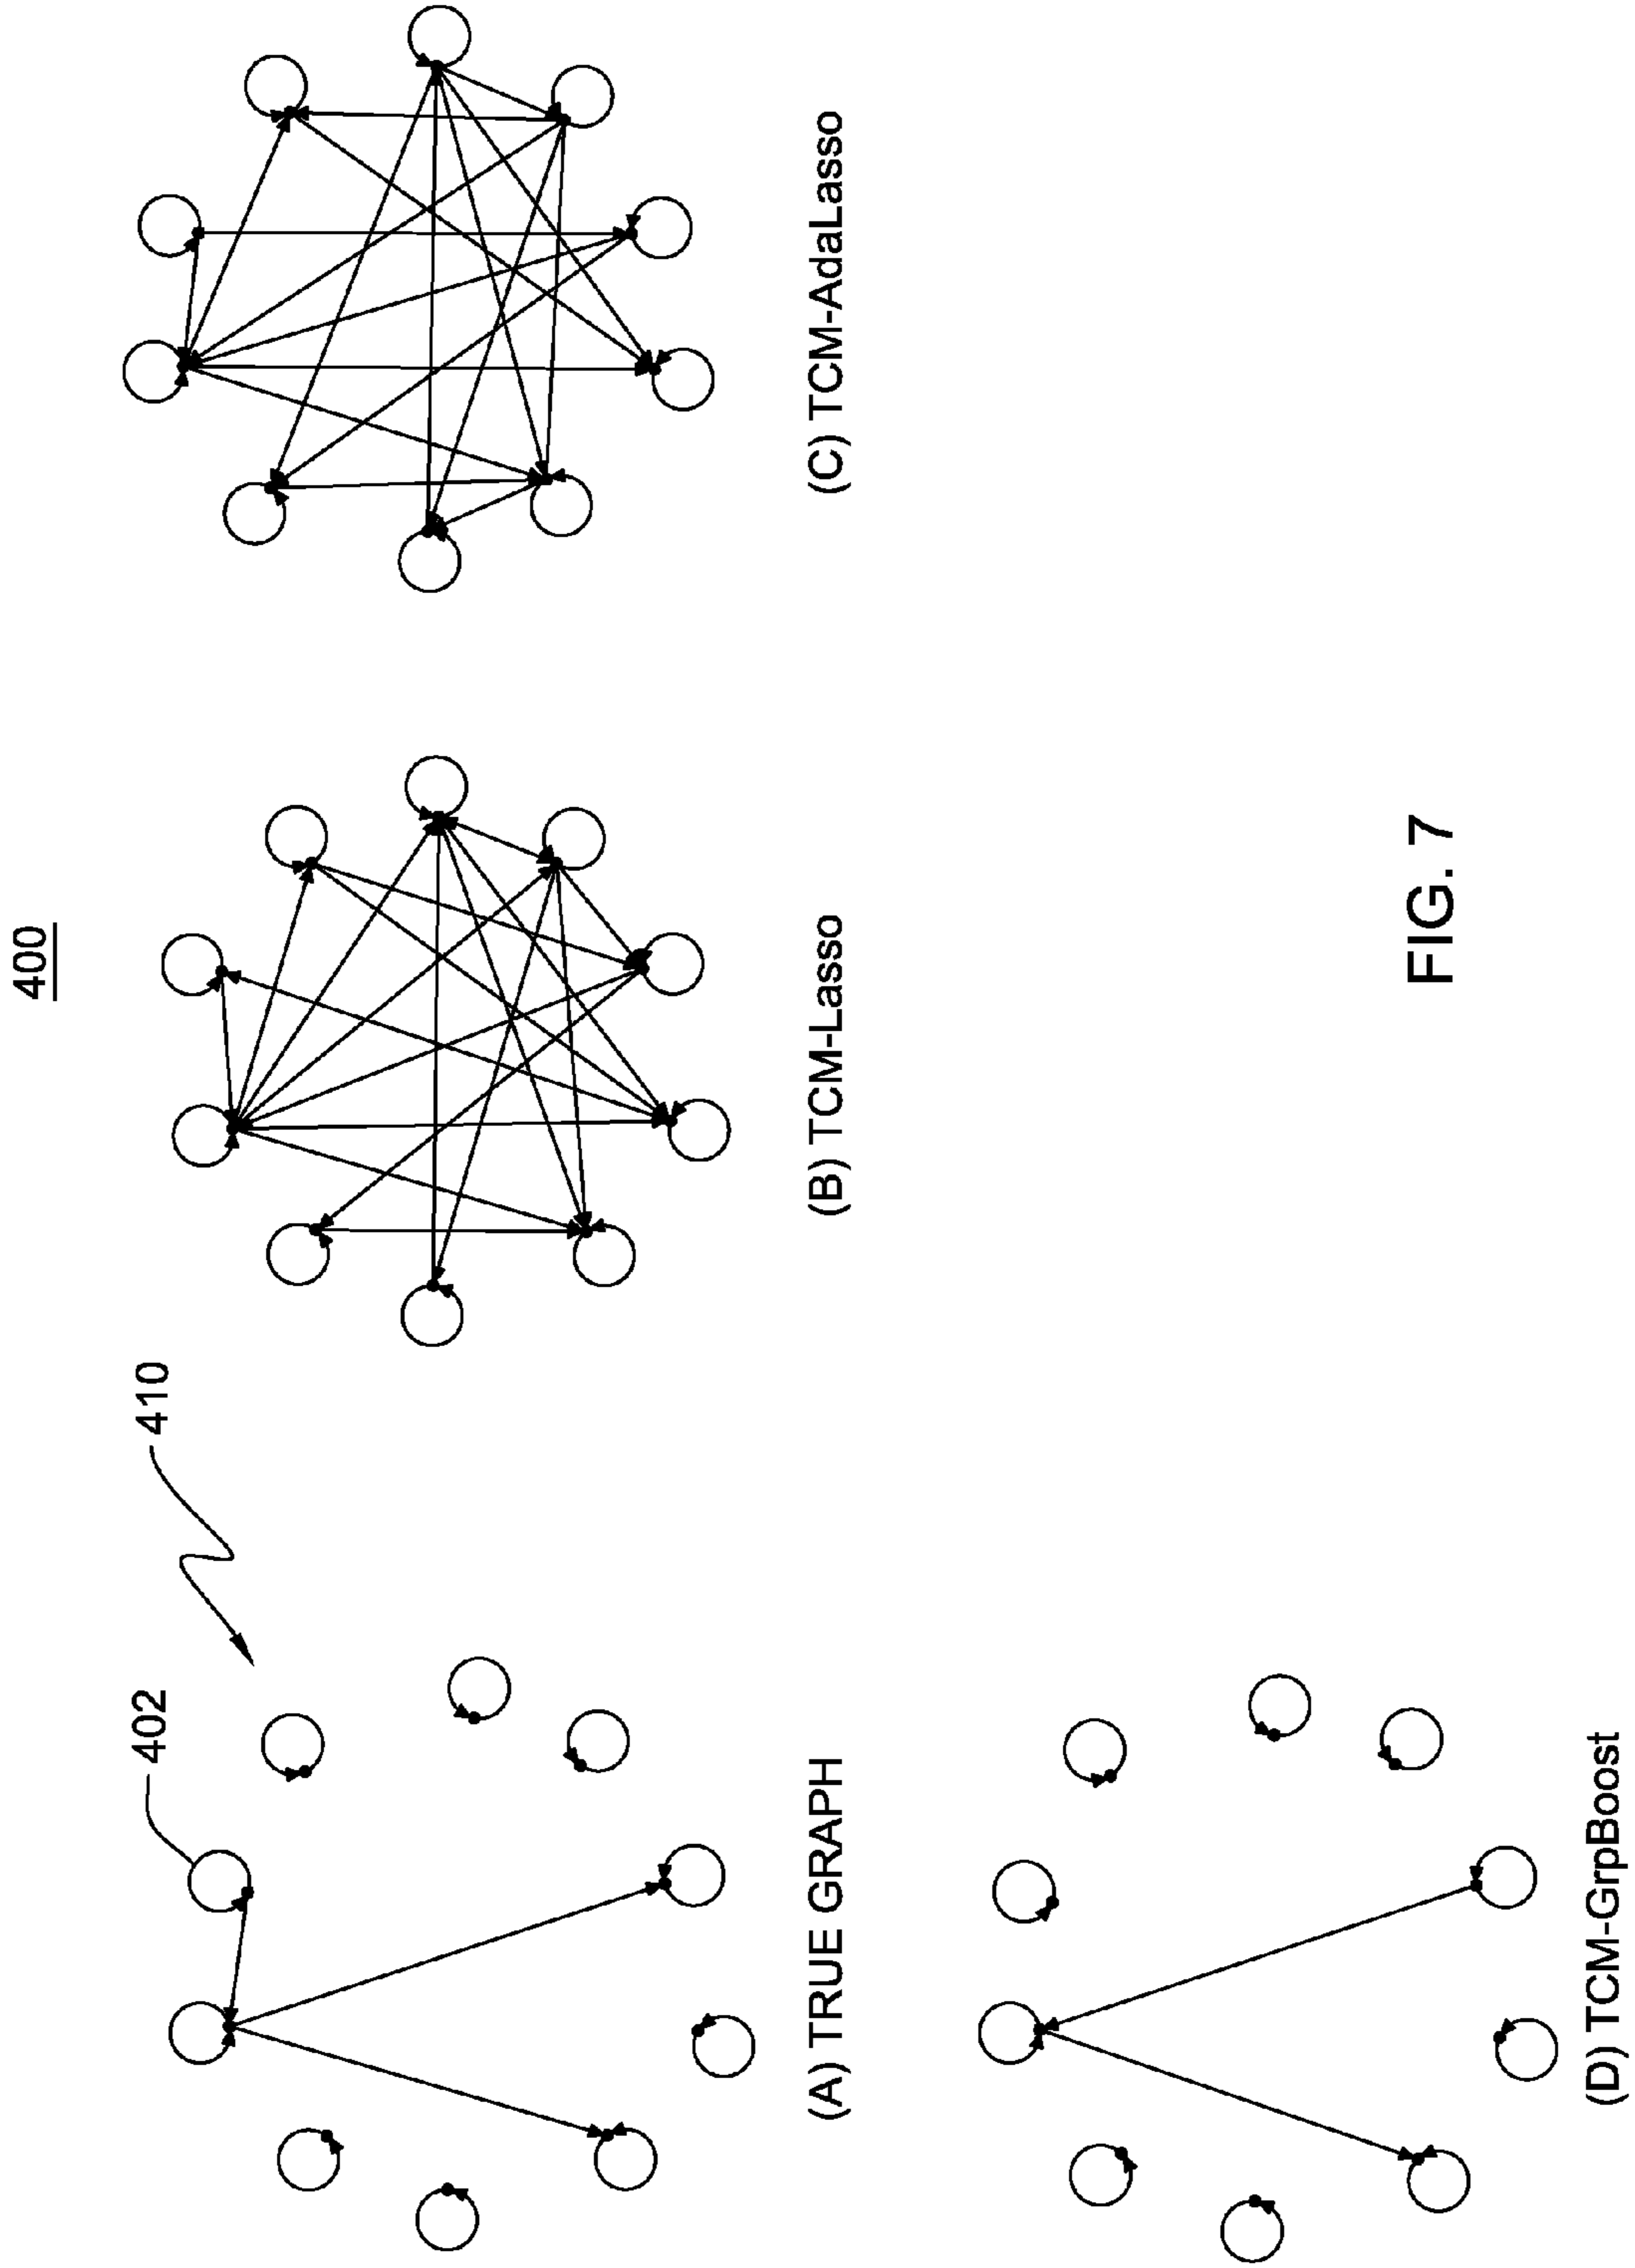 400
402
410
(A) TRUE GRAPH
(B) TCM-Lasso
(C) TCM-AdaLasso
(D) TCM-GrpBoost
FIG. 7